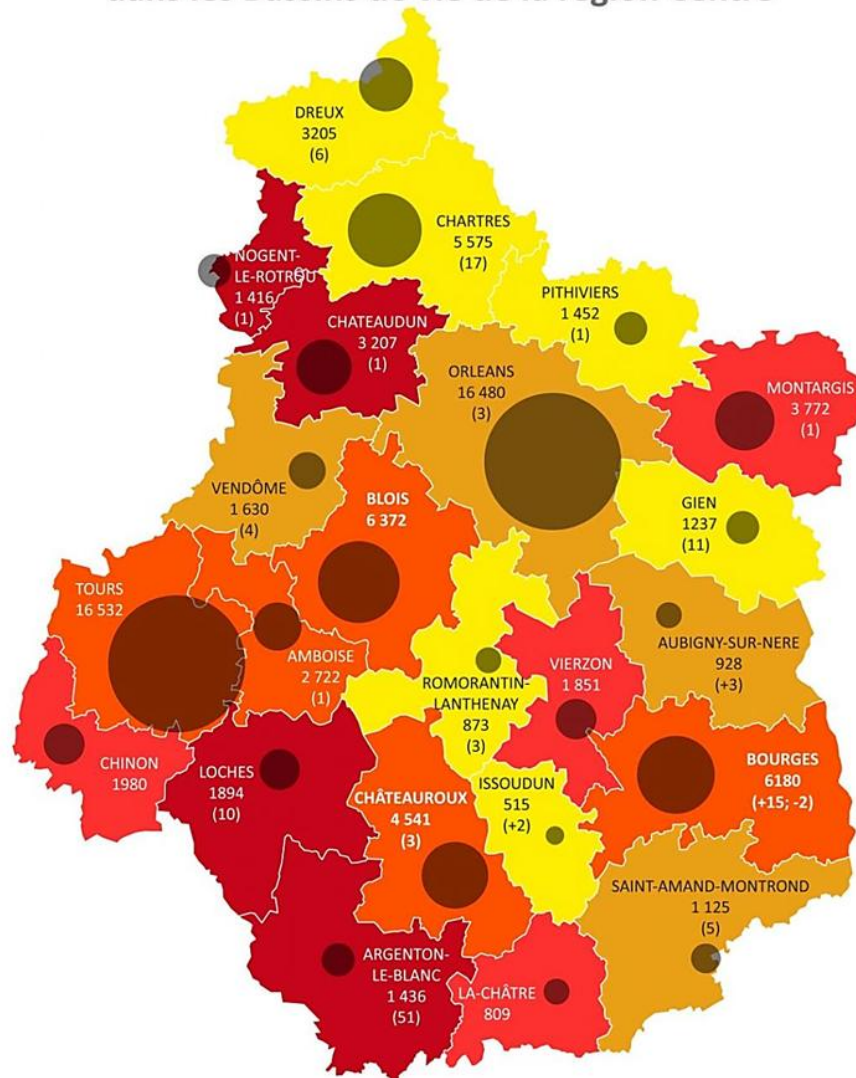 DREUX
3205
(6)
CHARTRES
5 575
(17)
NOGENT-
LE-ROTROU
1 416
(1)
PITHIVIERS
1 452
(1)
CHATEAUDUN
3 207
(1)
ORLEANS
16 480
(3)
MONTARGIS
3 772
(1)
VENDÔME
1 630
(4)
BLOIS
6 372
GIEN
1237
(11)
TOURS
16 532
AMBOISE
2 722
(1)
ROMORANTIN-
LANTHENAY
873
(3)
VIERZON
1 851
AUBIGNY-SUR-NERE
928
(+3)
CHINON
1980
LOCHES
1894
(10)
CHÂTEAUROUX
4 541
(3)
ISSOUDUN
515
(+2)
BOURGES
6180
(+15; -2)
SAINT-AMAND-MONTROND
1 125
(5)
ARGENTON-
LE-BLANC
1 436
(51)
LA-CHÂTRE
809